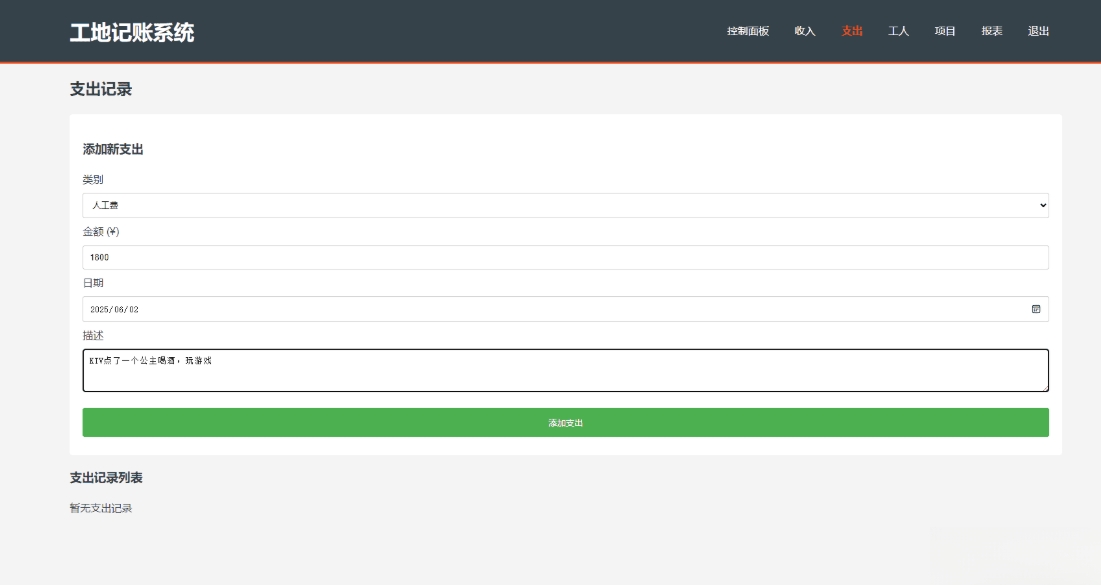 工地记账系统
控制面板 收入 支出 工人 项目 报表 退出
支出记录
添加新支出
类别
人工费
金额 (¥)
1800
日期
2025/06/02
描述
KTV点了一个公主喝酒，玩游戏
添加支出
支出记录列表
暂无支出记录